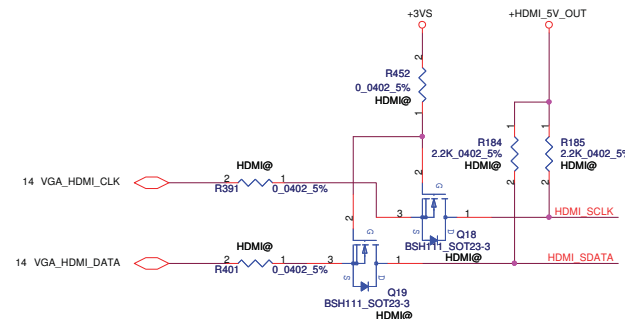 +3VS
+HDMI_5V_OUT
2
R452
0_0402_5%
HDMI@
1
1
1
R184
2.2K_0402_5%
HDMI@
R185
2.2K_0402_5%
HDMI@
2
2
HDMI@
14 VGA_HDMI_CLK
2
1
R391
0_0402_5%
2
G
3
1
HDMI_SCLK
S
D
Q18
BSH111_SOT23-3
HDMI@
2
G
HDMI@
14 VGA_HDMI_DATA
2
1
R401
0_0402_5%
3
1
HDMI_SDATA
S
D
Q19
BSH111_SOT23-3
HDMI@